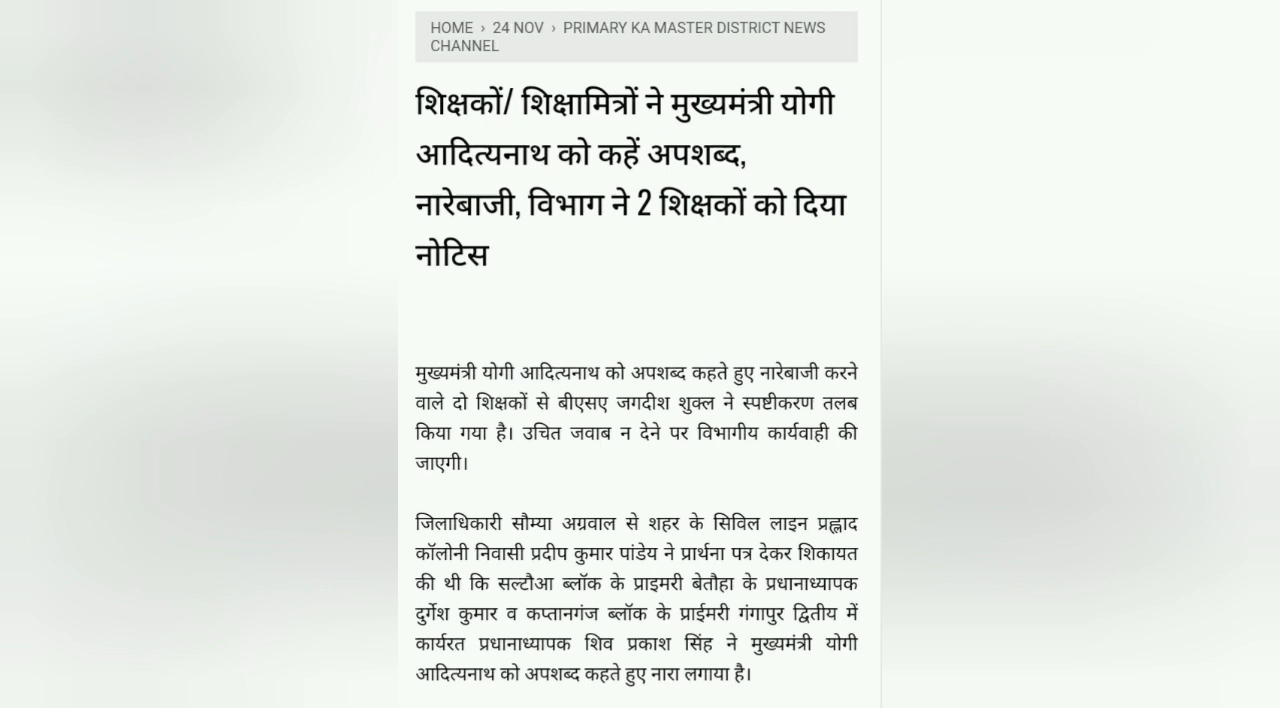 HOME › 24 NOV › PRIMARY KA MASTER DISTRICT NEWS
CHANNEL
शिक्षकों/ शिक्षामित्रों ने मुख्यमंत्री योगी
आदित्यनाथ को कहें अपशब्द,
नारेबाजी, विभाग ने 2 शिक्षकों को दिया
नोटिस
मुख्यमंत्री योगी आदित्यनाथ को अपशब्द कहते हुए नारेबाजी करने
वाले दो शिक्षकों से बीएसए जगदीश शुक्ल ने स्पष्टीकरण तलब
किया गया है। उचित जवाब न देने पर विभागीय कार्यवाही की
जाएगी।
जिलाधिकारी सौम्या अग्रवाल से शहर के सिविल लाइन प्रह्लाद
कॉलोनी निवासी प्रदीप कुमार पांडेय ने प्रार्थना पत्र देकर शिकायत
की थी कि सल्टौआ ब्लॉक के प्राइमरी बेतौहा के प्रधानाध्यापक
दुर्गेश कुमार व कप्तानगंज ब्लॉक के प्राईमरी गंगापुर द्वितीय में
कार्यरत प्रधानाध्यापक शिव प्रकाश सिंह ने मुख्यमंत्री योगी
आदित्यनाथ को अपशब्द कहते हुए नारा लगाया है।